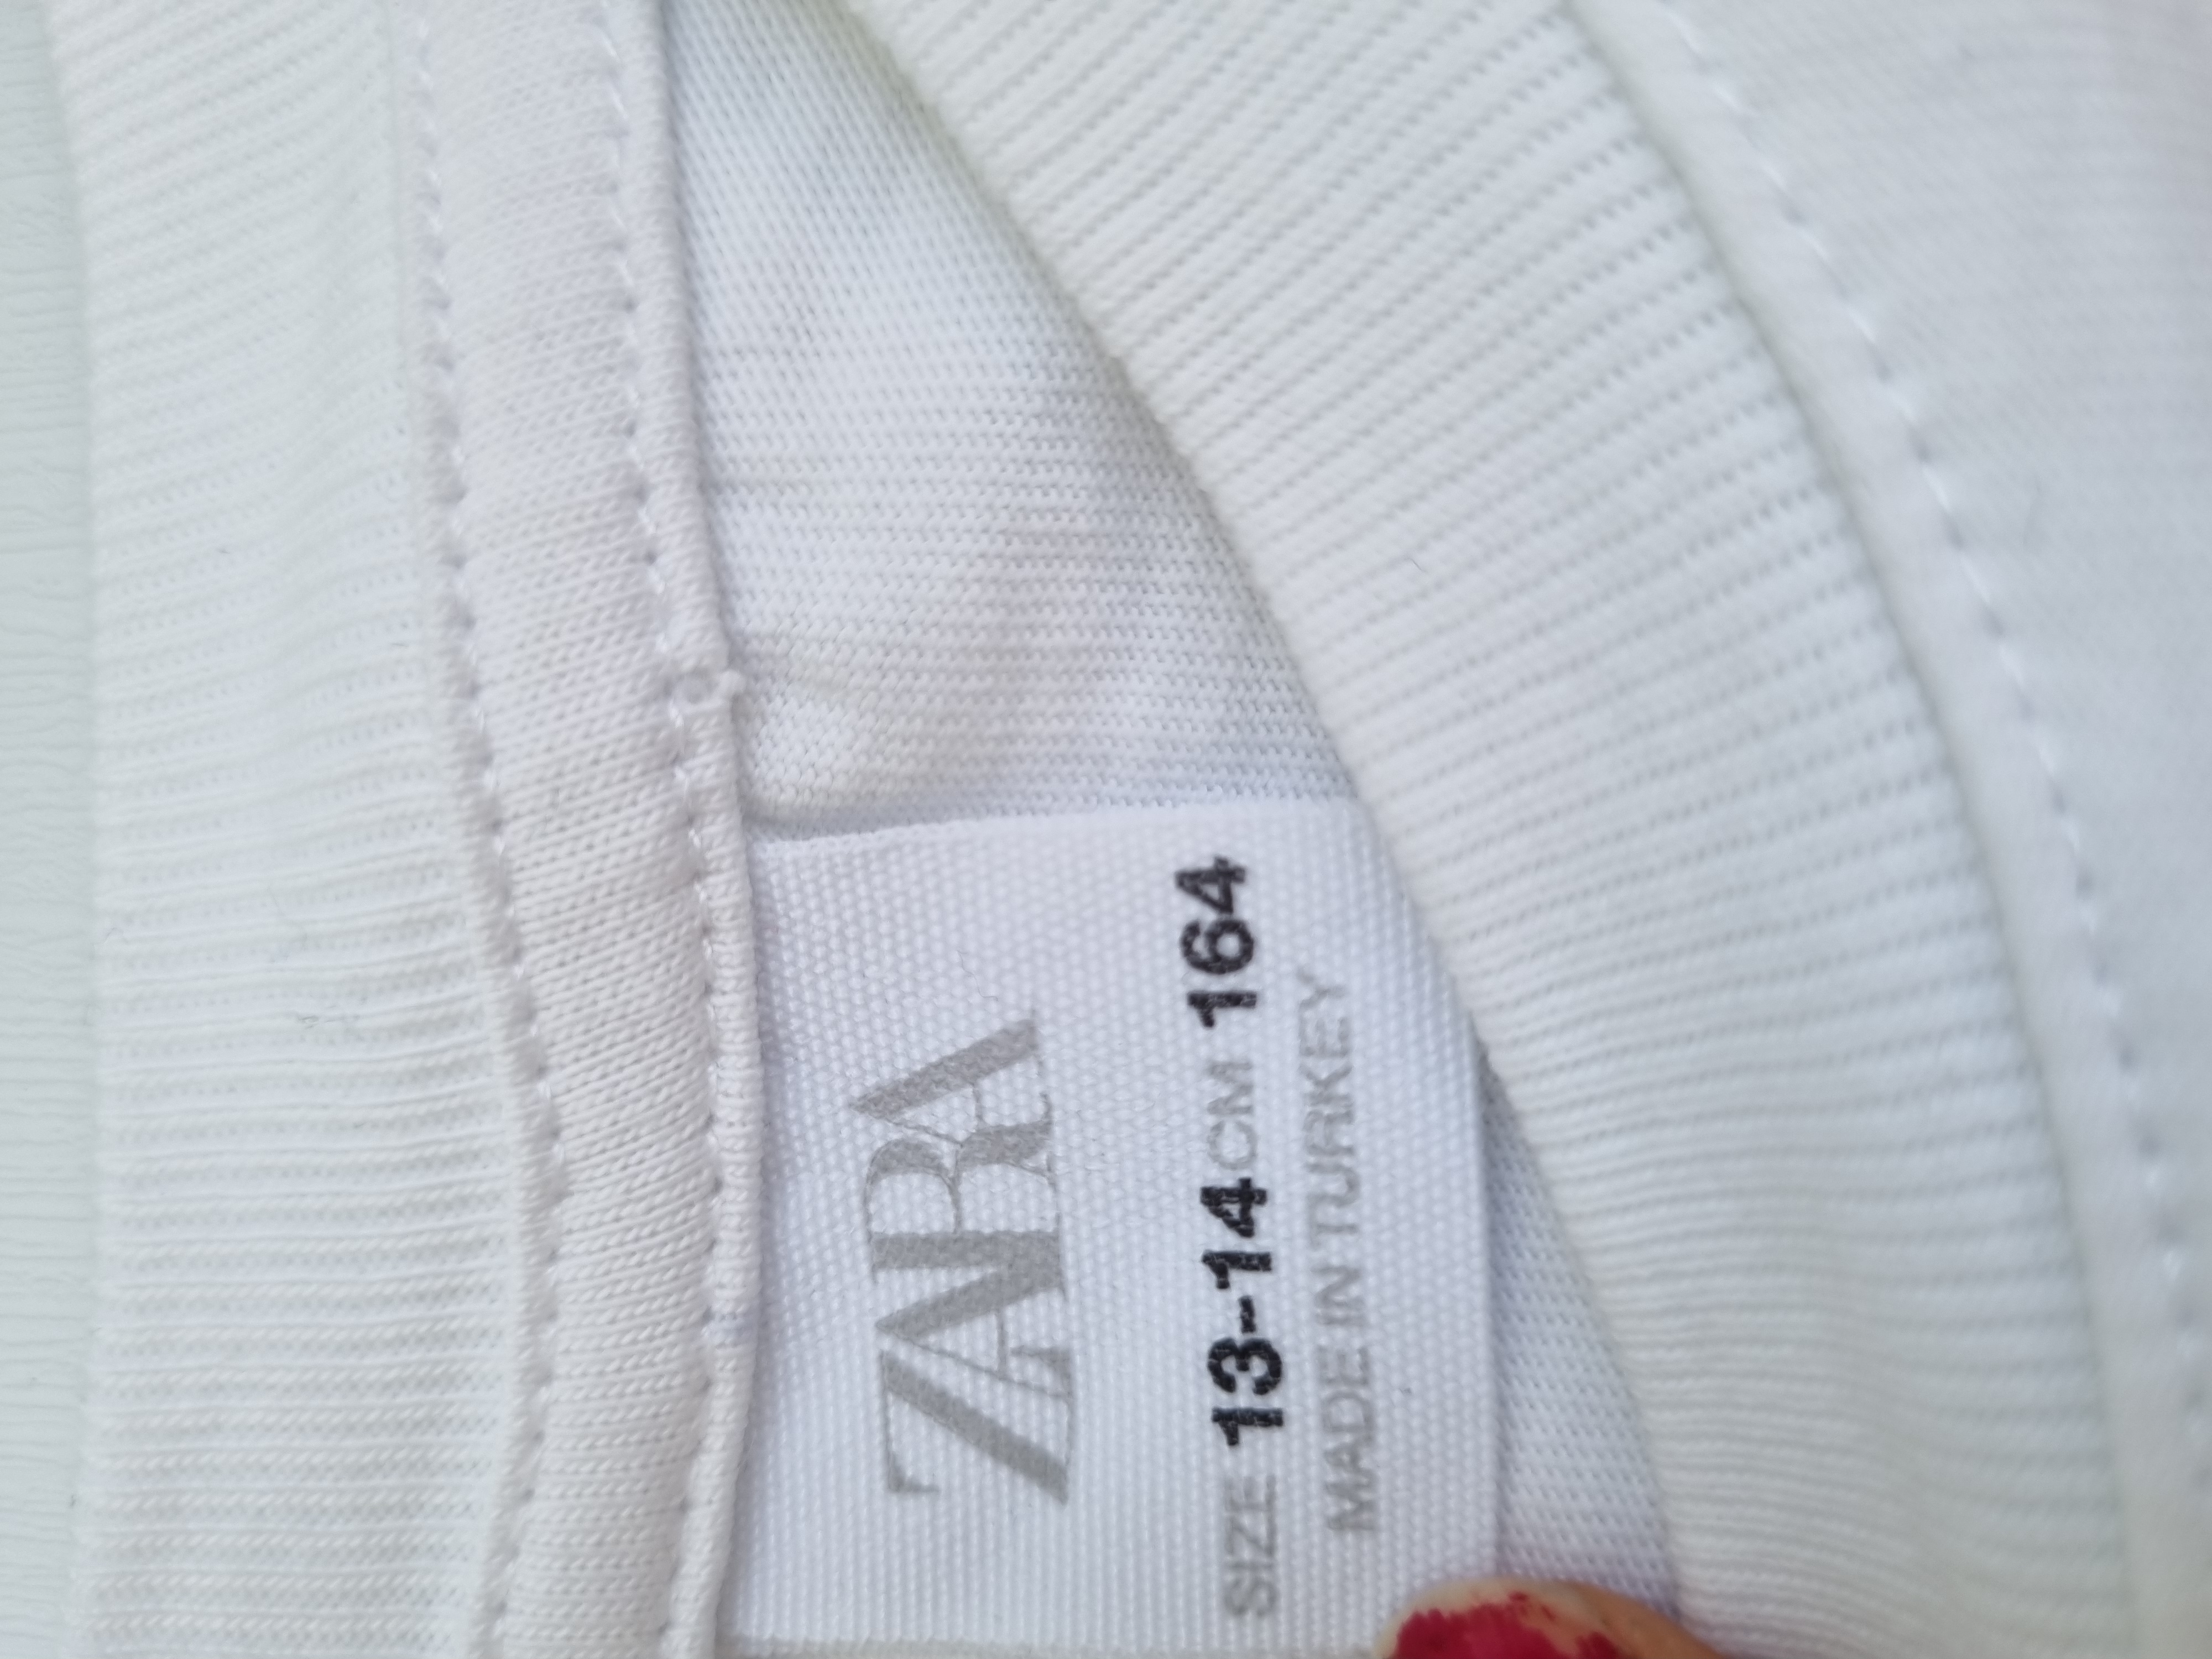 ZARA
SIZE 13-14 CM 164
MADE IN TURKEY